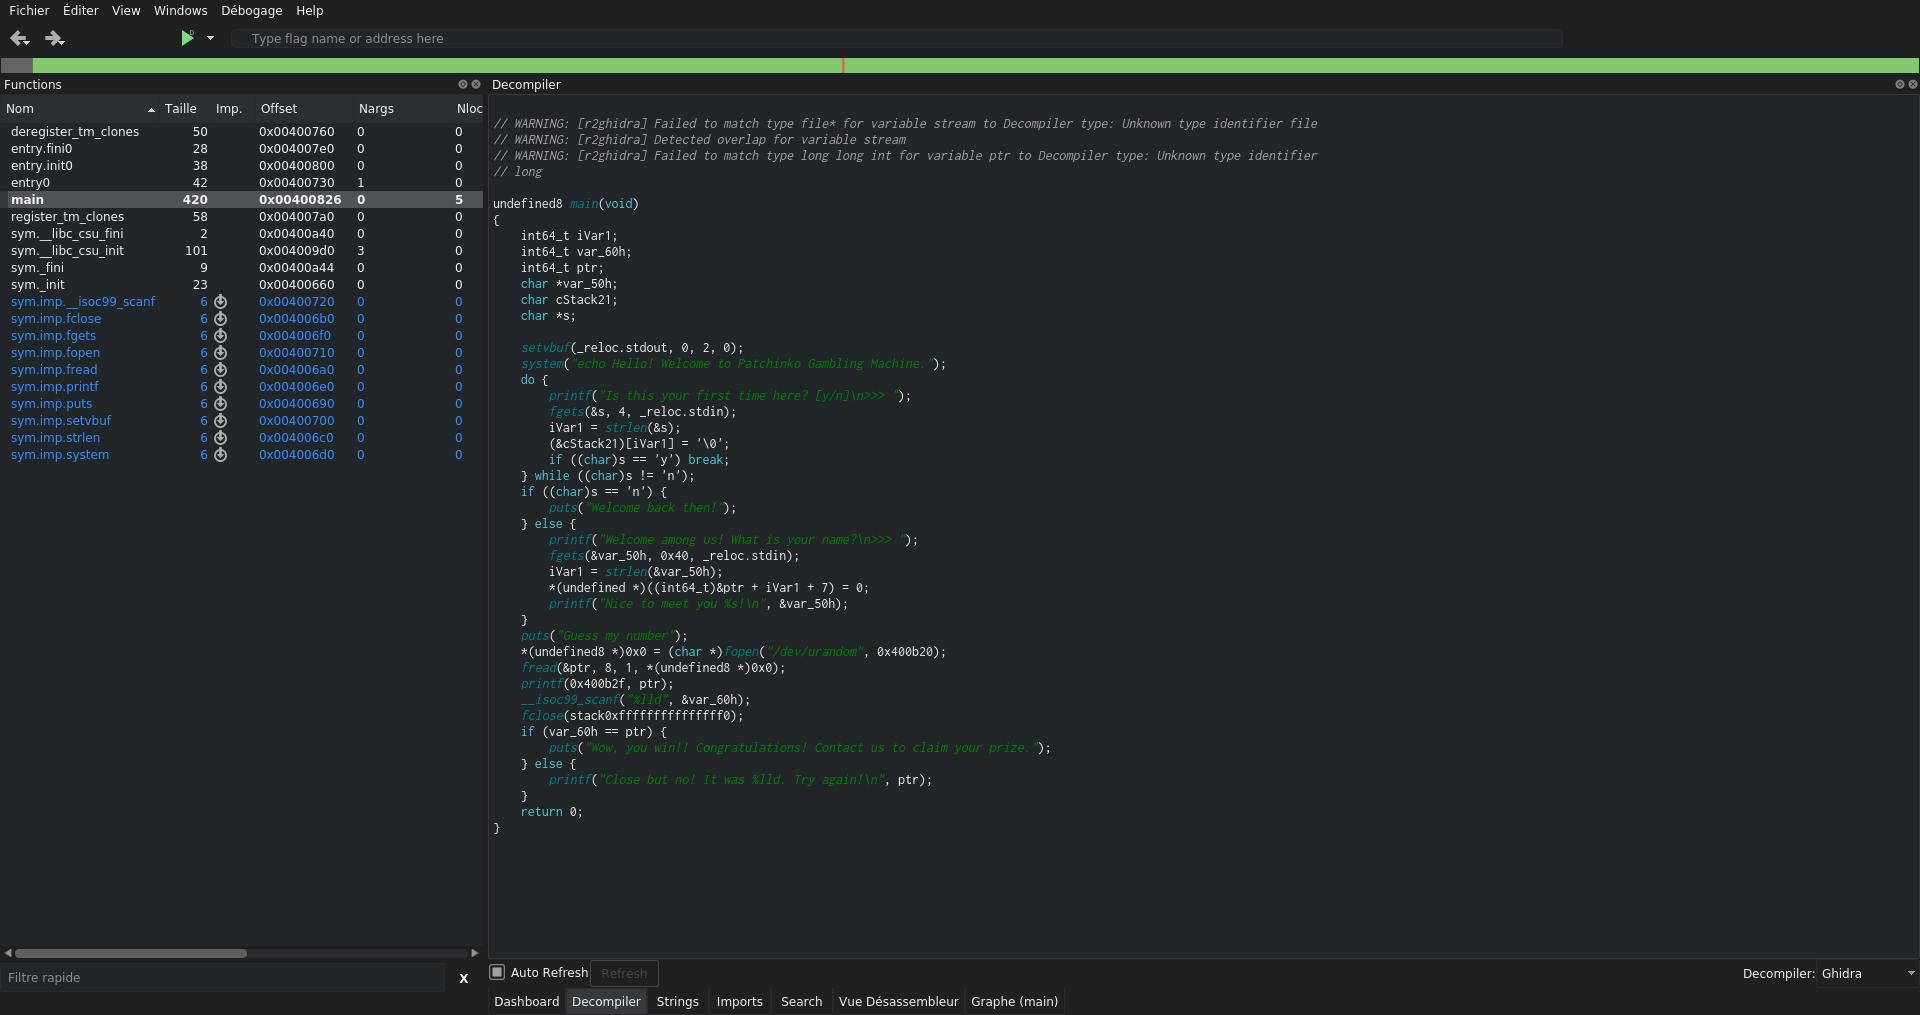 Fichier Éditer View Windows Débogage Help
Type flag name or address here
Functions
Nom Taille Imp. Offset Nargs Nloc
deregister_tm_clones 50 0x00400760 0 0
entry.fini0 28 0x004007e0 0 0
entry.init0 38 0x00400800 0 0
entry0 42 0x00400730 1 0
main 420 0x00400826 0 5
register_tm_clones 58 0x004007a0 0 0
sym.__libc_csu_fini 2 0x00400a40 0 0
sym.__libc_csu_init 101 0x004009d0 3 0
sym._fini 9 0x00400a44 0 0
sym._init 23 0x00400660 0 0
sym.imp.__isoc99_scanf 6 0x00400720 0 0
sym.imp.fclose 6 0x004006b0 0 0
sym.imp.fgets 6 0x004006f0 0 0
sym.imp.fopen 6 0x00400710 0 0
sym.imp.fread 6 0x004006a0 0 0
sym.imp.printf 6 0x004006e0 0 0
sym.imp.puts 6 0x00400690 0 0
sym.imp.setvbuf 6 0x00400700 0 0
sym.imp.strlen 6 0x004006c0 0 0
sym.imp.system 6 0x004006d0 0 0
Filtre rapide X
Decompiler
// WARNING: [r2ghidra] Failed to match type file* for variable stream to Decompiler type: Unknown type identifier file
// WARNING: [r2ghidra] Detected overlap for variable stream
// WARNING: [r2ghidra] Failed to match type long long int for variable ptr to Decompiler type: Unknown type identifier
// long
undefined8 main(void)
{
    int64_t iVar1;
    int64_t var_60h;
    int64_t ptr;
    char *var_50h;
    char cStack21;
    char *s;
    setvbuf(_reloc.stdout, 0, 2, 0);
    system("echo Hello! Welcome to Patchinko Gambling Machine.");
    do {
        printf("Is this your first time here? [y/n]\n>>> ");
        fgets(&s, 4, _reloc.stdin);
        iVar1 = strlen(&s);
        (&cStack21)[iVar1] = '\0';
        if ((char)s == 'y') break;
    } while ((char)s != 'n');
    if ((char)s == 'n') {
        puts("Welcome back then!");
    } else {
        printf("Welcome among us! What is your name?\n>>> ");
        fgets(&var_50h, 0x40, _reloc.stdin);
        iVar1 = strlen(&var_50h);
        *(undefined *)((int64_t)&ptr + iVar1 + 7) = 0;
        printf("Nice to meet you %s!\n", &var_50h);
    }
    puts("Guess my number");
    *(undefined8 *)0x0 = (char *)fopen("/dev/urandom", 0x400b20);
    fread(&ptr, 8, 1, *(undefined8 *)0x0);
    printf(0x400b2f, ptr);
    __isoc99_scanf("%lld", &var_60h);
    fclose(stack0xfffffffffffffff0);
    if (var_60h == ptr) {
        puts("Wow, you win!! Congratulations! Contact us to claim your prize.");
    } else {
        printf("Close but no! It was %lld. Try again!\n", ptr);
    }
    return 0;
}
Auto Refresh Refresh Decompiler: Ghidra
Dashboard Decompiler Strings Imports Search Vue Désassembleur Graphe (main)